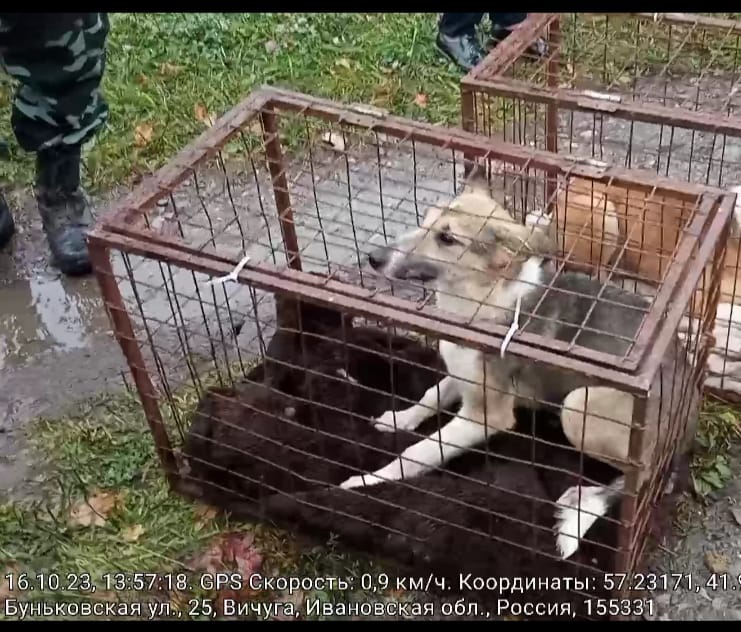 16.10.23, 13:57:18. GPS Скорость: 0,9 км/ч. Координаты: 57.23171, 41.9
Буньковская ул., 25, Вичуга, Ивановская обл., Россия, 155331